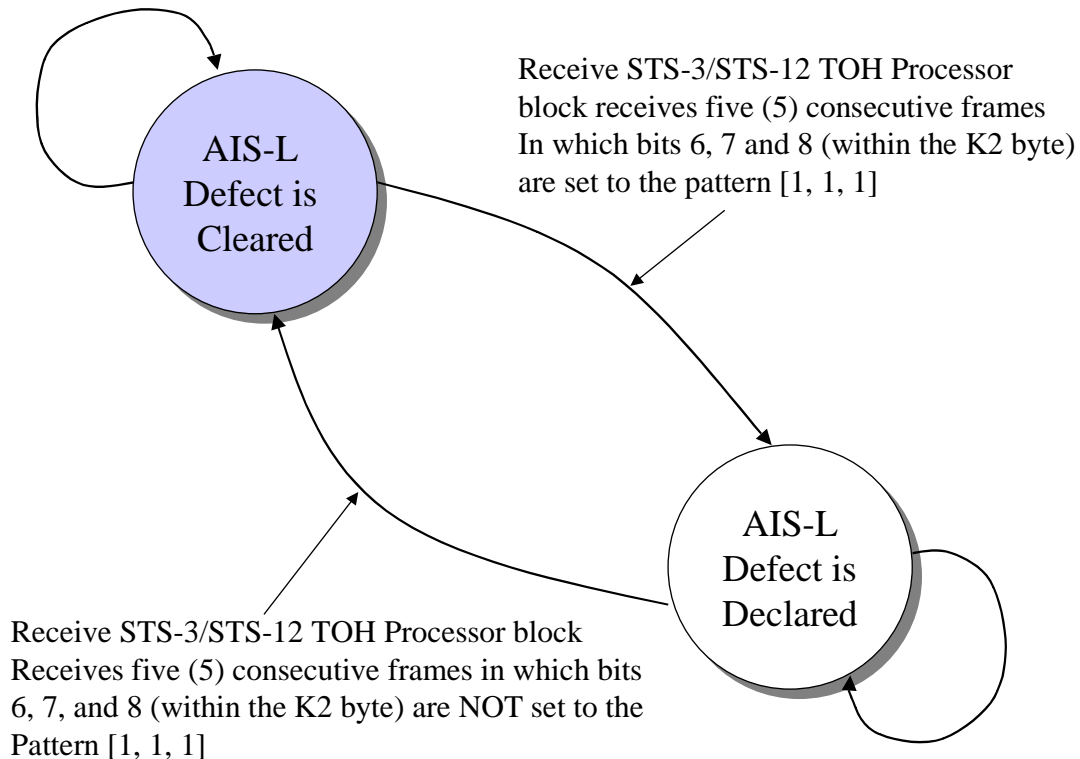 Receive STS-3/STS-12 TOH Processor
block receives five (5) consecutive frames
In which bits 6, 7 and 8 (within the K2 byte)
are set to the pattern [1, 1, 1]
AIS-L
Defect is
Cleared
AIS-L
Defect is
Declared
Receive STS-3/STS-12 TOH Processor block
Receives five (5) consecutive frames in which bits
6, 7, and 8 (within the K2 byte) are NOT set to the
Pattern [1, 1, 1]